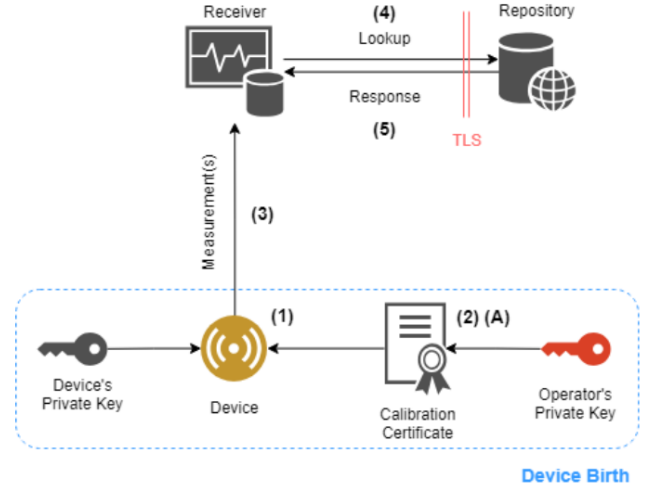 Receiver
(4)
Repository
Lookup
Response
(5)
TLS
Measurement(s)
(3)
(1)
(2) (A)
Device's
Private Key
Device
Calibration
Certificate
Operator's
Private Key
Device Birth